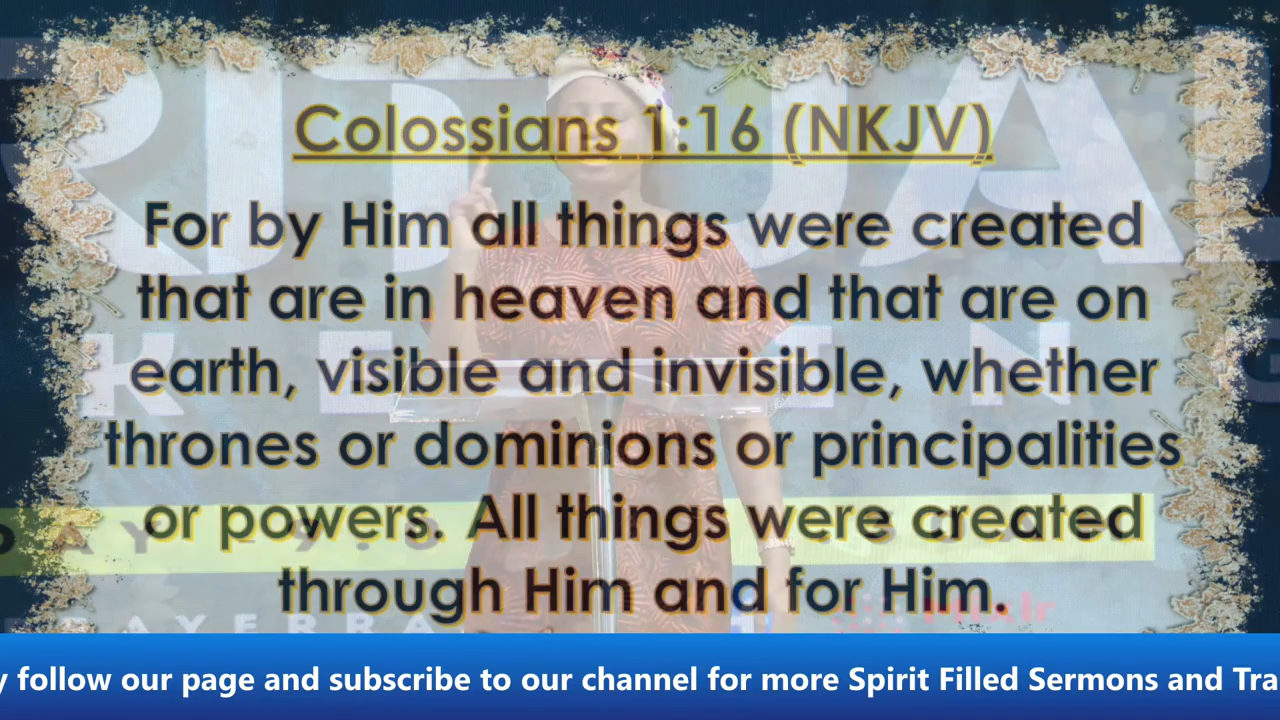 Colossians 1:16 (NKJV)
For by Him all things were created
that are in heaven and that are on
earth, visible and invisible, whether
thrones or dominions or principalities
or powers. All things were created
through Him and for Him.
follow our page and subscribe to our channel for more Spirit Filled Sermons and